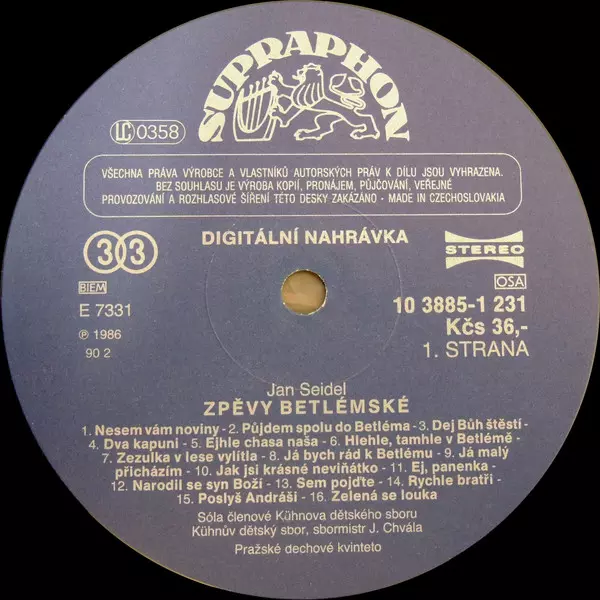 SUPRAPHON
LC 0358
VŠECHNA PRÁVA VÝROBCE A VLASTNÍKŮ AUTORSKÝCH PRÁV K DÍLU JSOU VYHRAZENA.
BEZ SOUHLASU JE VÝROBA KOPIÍ, PRONÁJEM, PŮJČOVÁNÍ, VEŘEJNÉ
PROVOZOVÁNÍ A ROZHLASOVÉ ŠÍŘENÍ TÉTO DESKY ZAKÁZÁNO - MADE IN CZECHOSLOVAKIA
33
DIGITÁLNÍ NAHRÁVKA
STEREO
BIEM
OSA
E 7331
10 3885-1 231
Kčs 36,-
℗ 1986
90 2
1. STRANA
Jan Seidel
ZPĚVY BETLÉMSKÉ
1. Nesem vám noviny - 2. Půjdem spolu do Betléma - 3. Dej Bůh štěstí -
4. Dva kapuni - 5. Ejhle chasa naša - 6. Hlehle, tamhle v Betlémě -
7. Zezulka v lese vylítla - 8. Já bych rád k Betlému - 9. Já malý
přicházím - 10. Jak jsi krásné neviňátko - 11. Ej, panenka -
12. Narodil se syn Boží - 13. Sem pojďte - 14. Rychle bratři -
15. Poslyš Andráši - 16. Zelená se louka
Sóla členové Kühnova dětského sboru
Kühnův dětský sbor, sbormistr J. Chvála
Pražské dechové kvinteto